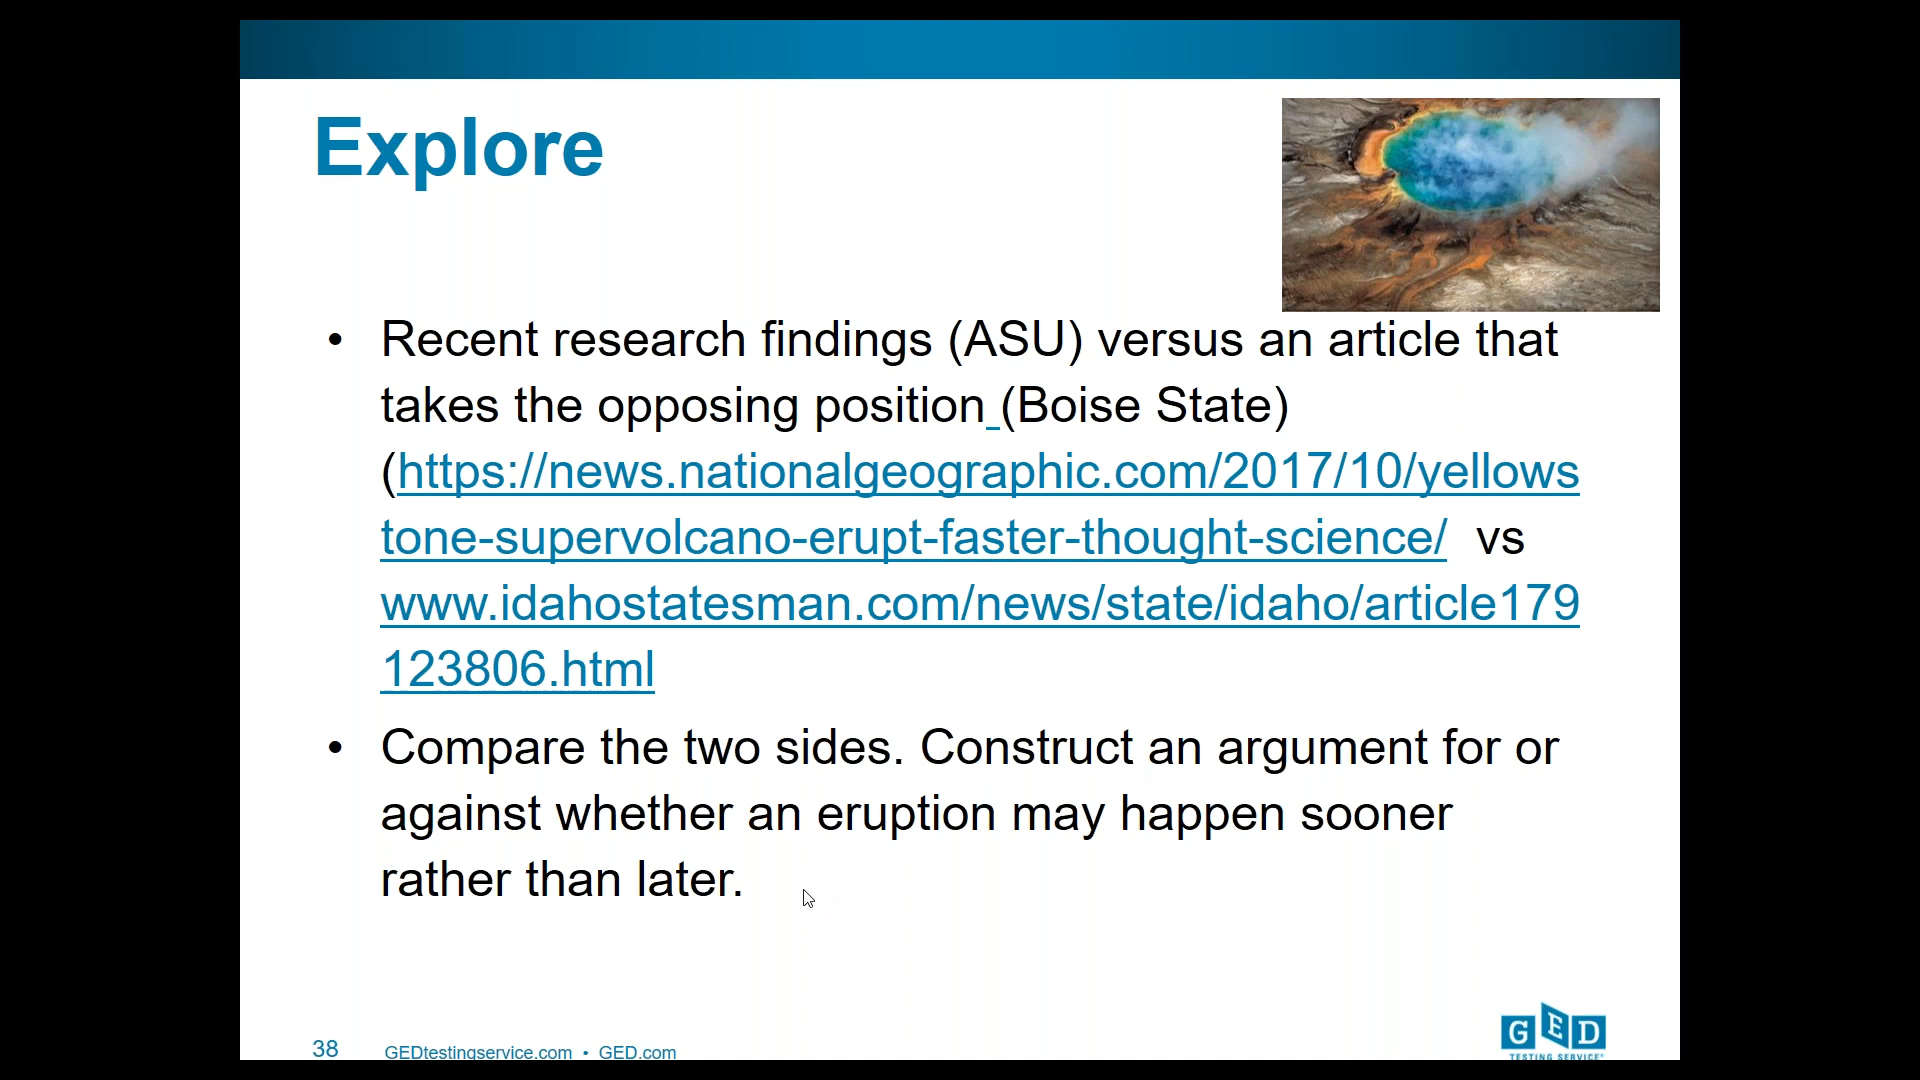 Explore
• Recent research findings (ASU) versus an article that
takes the opposing position (Boise State)
(https://news.nationalgeographic.com/2017/10/yellows
tone-supervolcano-erupt-faster-thought-science/ vs
www.idahostatesman.com/news/state/idaho/article179
123806.html
• Compare the two sides. Construct an argument for or
against whether an eruption may happen sooner
rather than later.
38 GEDtestingservice.com • GED.com
GED
TESTING SERVICE